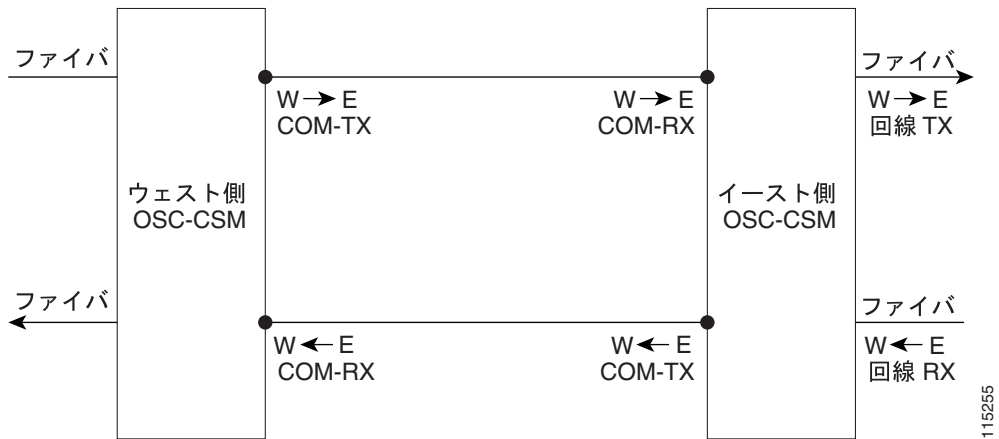 ファイバ
ファイバ
W → E
COM-TX
W → E
COM-RX
W → E
回線 TX
ウェスト側
OSC-CSM
イースト側
OSC-CSM
ファイバ
ファイバ
W ← E
COM-RX
W ← E
COM-TX
W ← E
回線 RX
115255